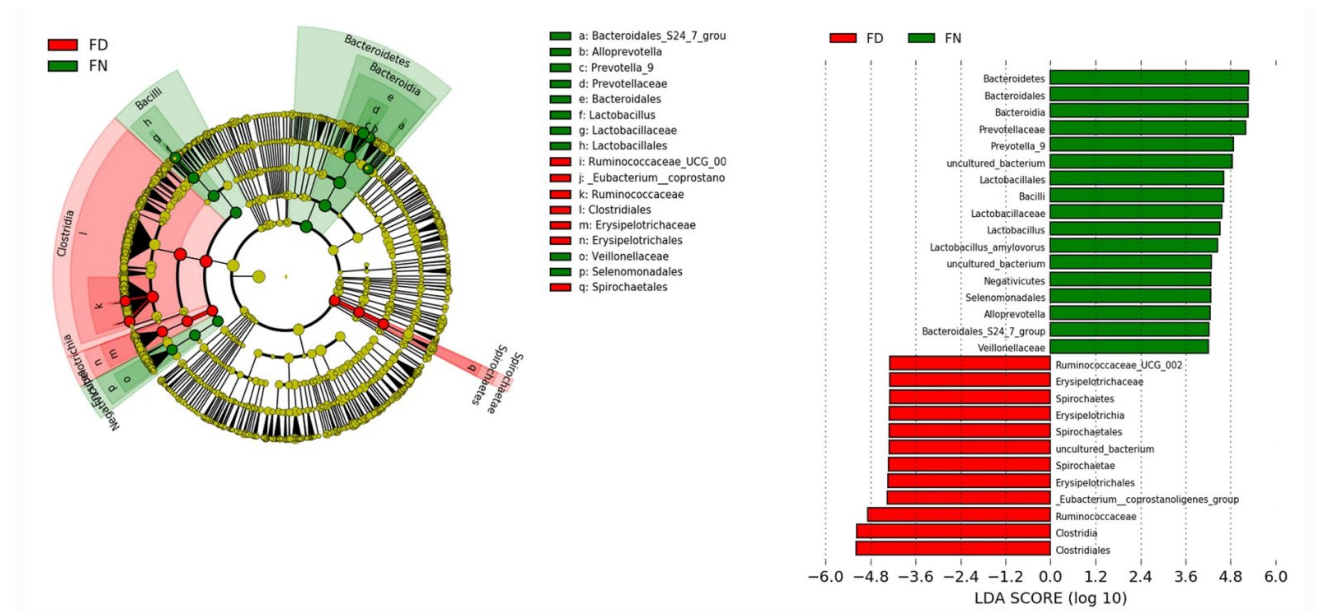 FD
FN
Bacteroidetes
Bacteroidia
e
d
c
b
a
Bacilli
h
g
Clostridia
l
k
n
m
p
o
q
Spirochaetes
Spirochaetae
a: Bacteroidales_S24_7_grou
b: Alloprevotella
c: Prevotella_9
d: Prevotellaceae
e: Bacteroidales
f: Lactobacillus
g: Lactobacillaceae
h: Lactobacillales
i: Ruminococcaceae_UCG_00
j: _Eubacterium__coprostano
k: Ruminococcaceae
l: Clostridiales
m: Erysipelotrichaceae
n: Erysipelotrichales
o: Veillonellaceae
p: Selenomonadales
q: Spirochaetales
FD FN
Bacteroidetes
Bacteroidales
Bacteroidia
Prevotellaceae
Prevotella_9
uncultured_bacterium
Lactobacillales
Bacilli
Lactobacillaceae
Lactobacillus
Lactobacillus_amylovorus
uncultured_bacterium
Negativicutes
Selenomonadales
Alloprevotella
Bacteroidales_S24_7_group
Veillonellaceae
Ruminococcaceae_UCG_002
Erysipelotrichaceae
Spirochaetes
Erysipelotrichia
Spirochaetales
uncultured_bacterium
Spirochaetae
Erysipelotrichales
_Eubacterium__coprostanoligenes_group
Ruminococcaceae
Clostridia
Clostridiales
−6.0 −4.8 −3.6 −2.4 −1.2 0.0 1.2 2.4 3.6 4.8 6.0
LDA SCORE (log 10)